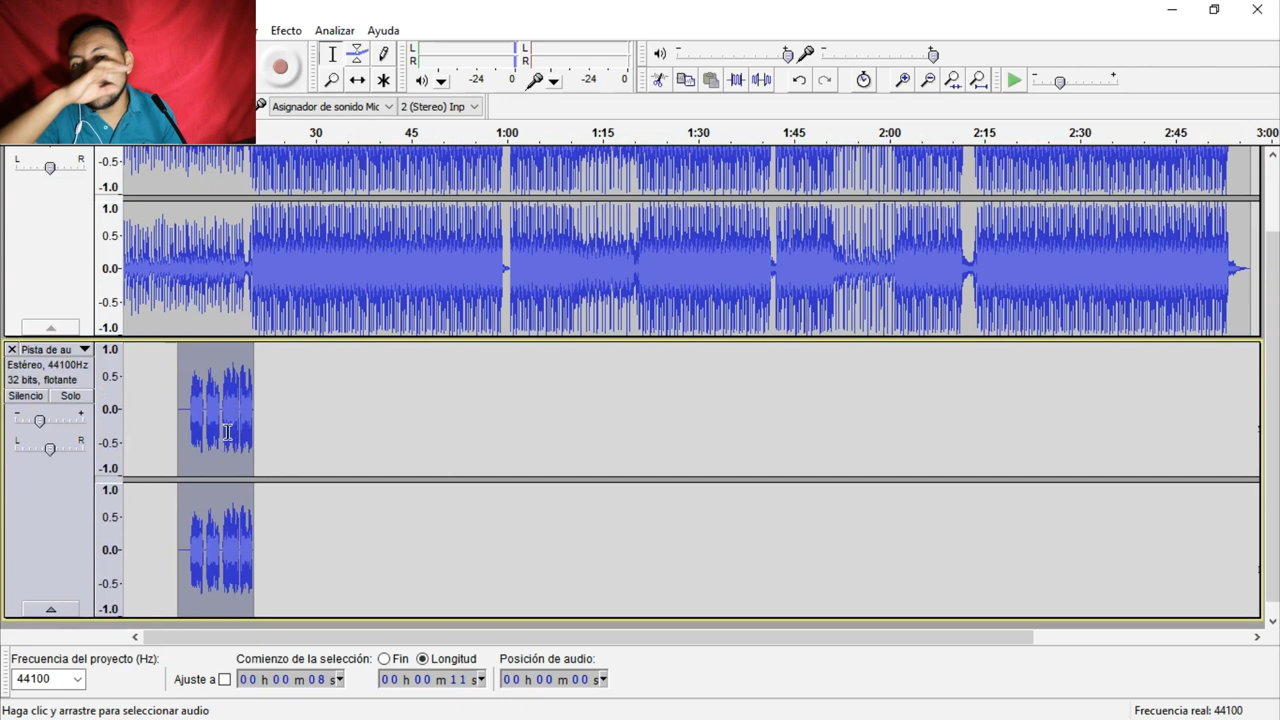 Efecto Analizar Ayuda
L
R
-24 0
L
R
-24 0
Asignador de sonido Mic 2 (Stereo) Inp
30 45 1:00 1:15 1:30 1:45 2:00 2:15 2:30 2:45 3:00
L R
-0.5
-1.0
1.0
0.5
0.0
-0.5
-1.0
Pista de au
Estéreo, 44100Hz
32 bits, flotante
Silencio Solo
- +
L R
1.0
0.5
0.0
-0.5
-1.0
1.0
0.5
0.0
-0.5
-1.0
Frecuencia del proyecto (Hz): Comienzo de la selección: Fin Longitud Posición de audio:
44100 Ajuste a 00 h 00 m 08 s 00 h 00 m 11 s 00 h 00 m 00 s
Haga clic y arrastre para seleccionar audio Frecuencia real: 44100